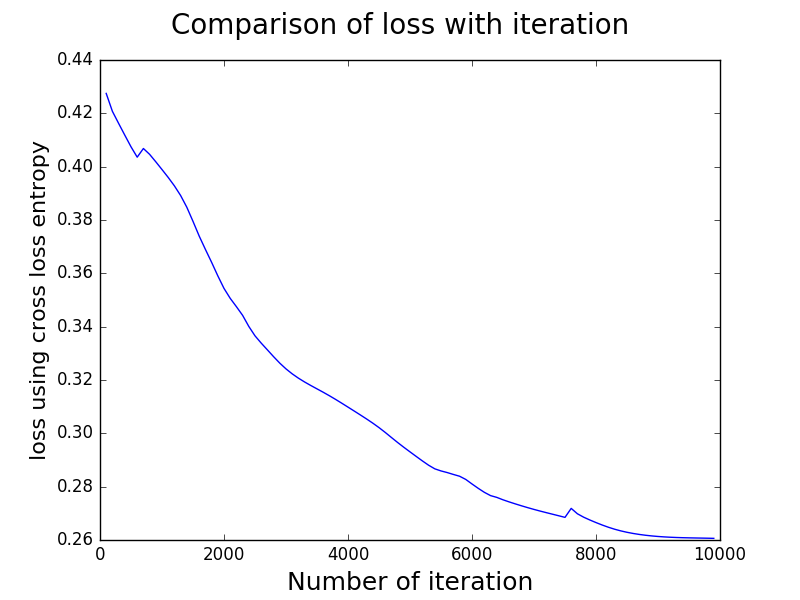 Comparison of loss with iteration
loss using cross loss entropy
0.44
0.42
0.40
0.38
0.36
0.34
0.32
0.30
0.28
0.26
0 2000 4000 6000 8000 10000
Number of iteration